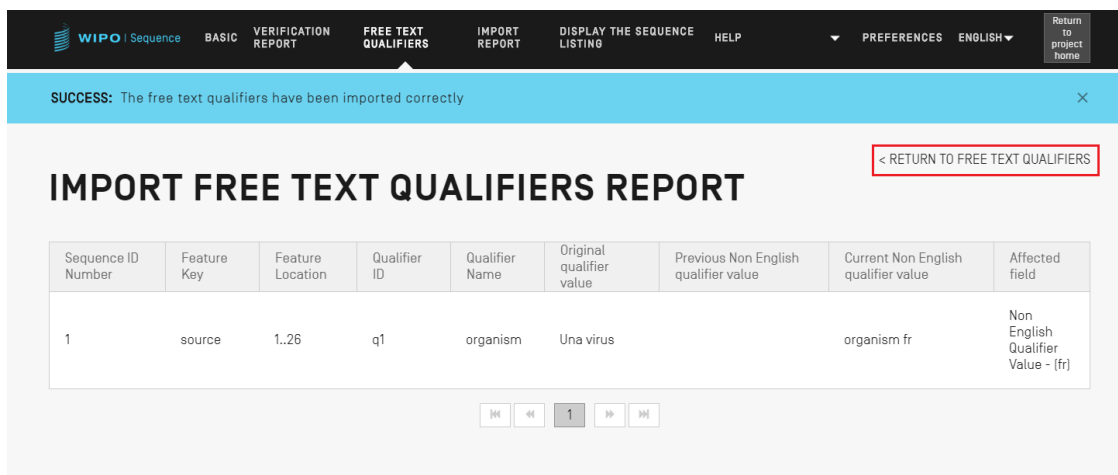 WIPO | Sequence BASIC VERIFICATION REPORT FREE TEXT QUALIFIERS IMPORT REPORT DISPLAY THE SEQUENCE LISTING HELP PREFERENCES ENGLISH Return to project home
SUCCESS: The free text qualifiers have been imported correctly ×
< RETURN TO FREE TEXT QUALIFIERS
IMPORT FREE TEXT QUALIFIERS REPORT
Sequence ID Number Feature Key Feature Location Qualifier ID Qualifier Name Original qualifier value Previous Non English qualifier value Current Non English qualifier value Affected field
1 source 1..26 q1 organism Una virus organism fr Non English Qualifier Value - (fr)
1